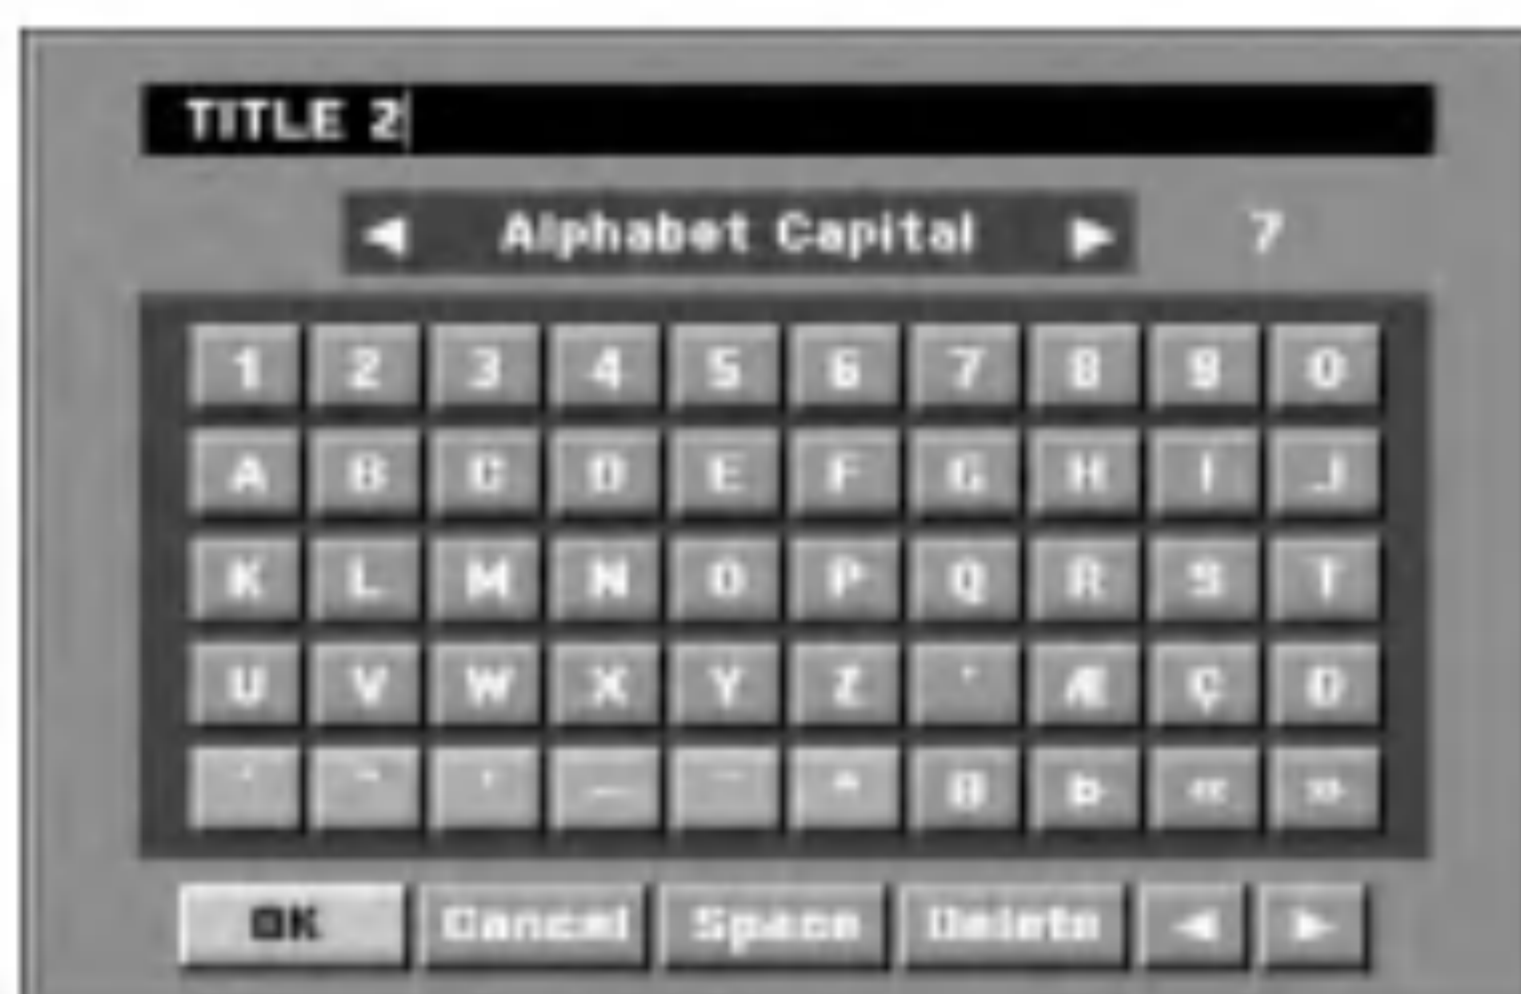 TITLE 2
◀ Alphabet Capital ▶ 7
1 2 3 4 5 6 7 8 9 0
A B C D E F G H I J
K L M N O P Q R S T
U V W X Y Z Æ Ç
« »
OK Cancel Space Delete ◀ ▶